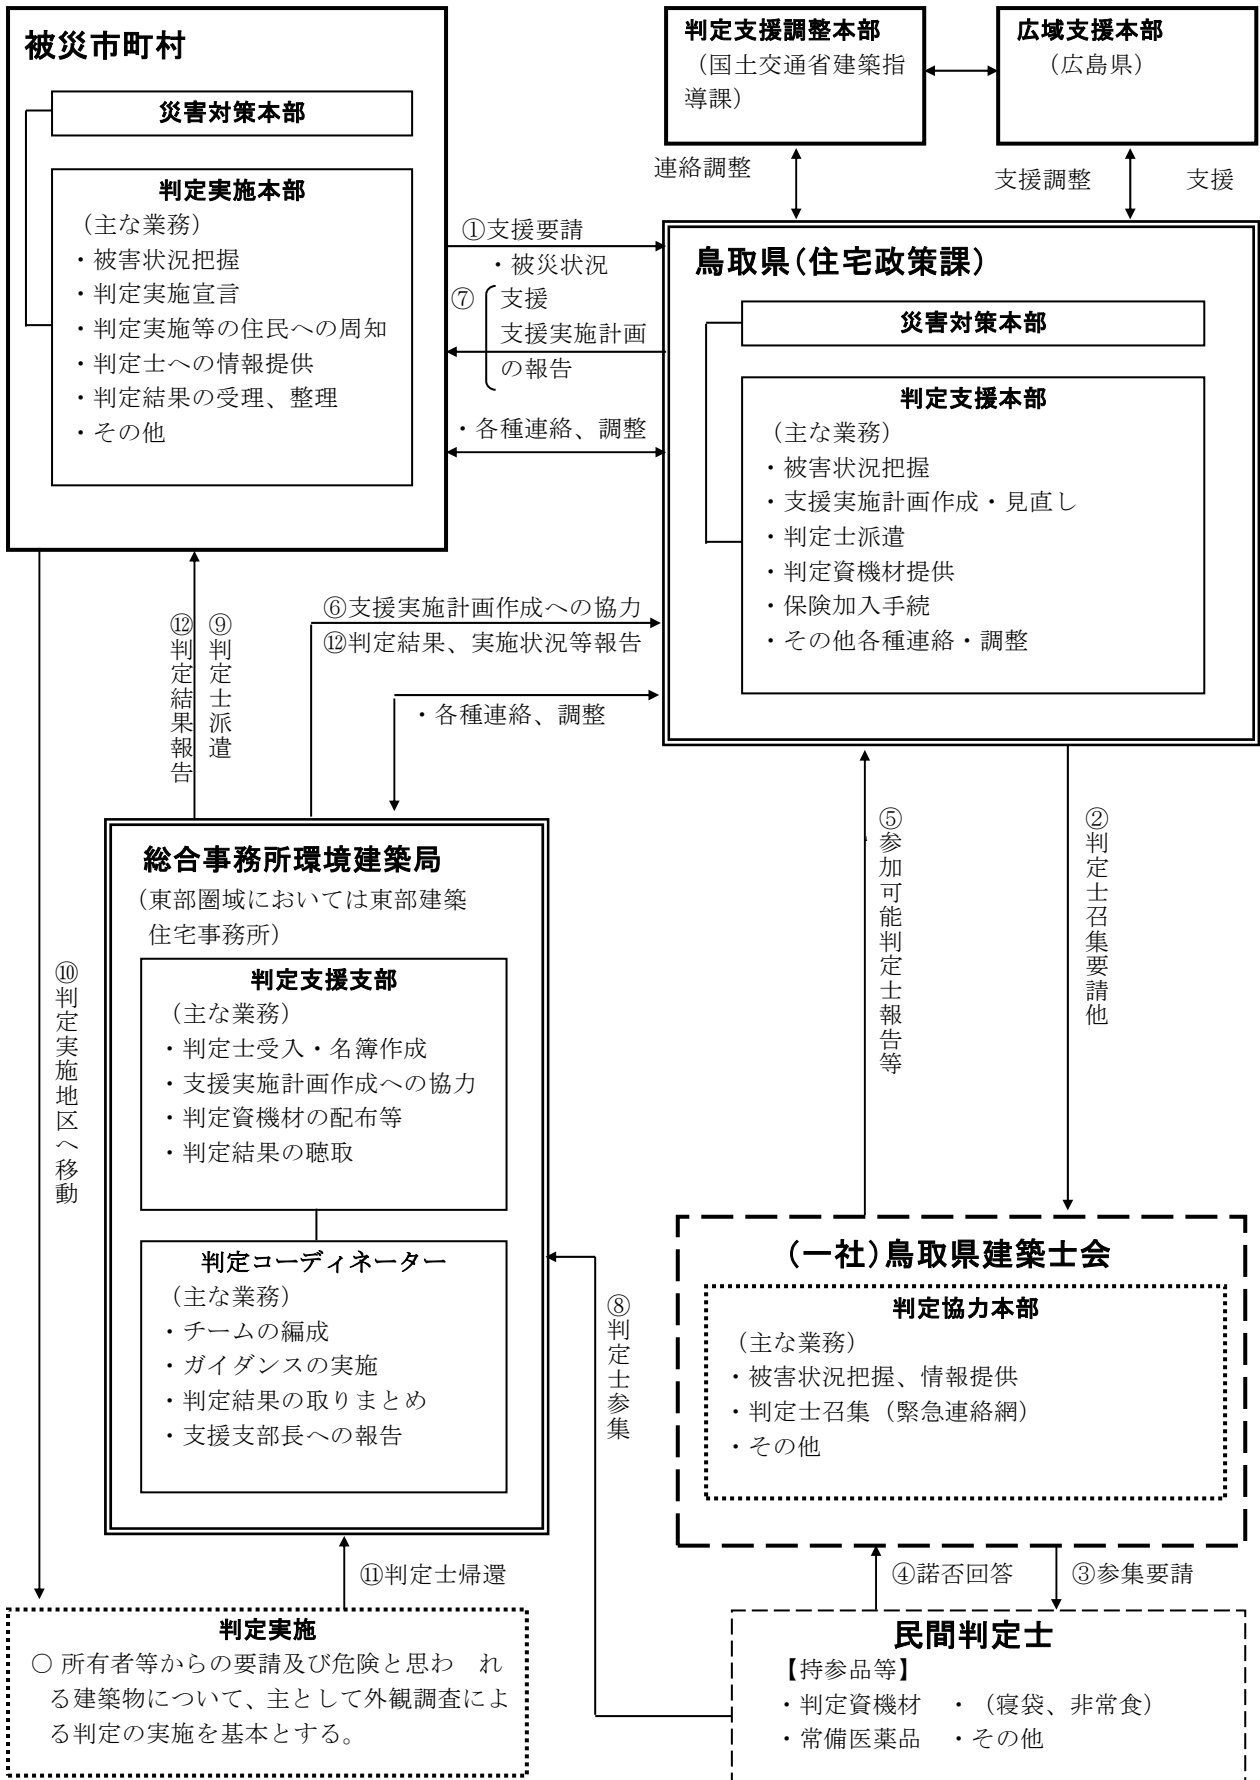 被災市町村
災害対策本部
判定実施本部
（主な業務）
・被害状況把握
・判定実施宣言
・判定実施等の住民への周知
・判定士への情報提供
・判定結果の受理、整理
・その他
判定支援調整本部
（国土交通省建築指
導課）
広域支援本部
（広島県）
連絡調整
支援調整
支援
①支援要請
・被災状況
⑦
支援
支援実施計画
の報告
・各種連絡、調整
鳥取県（住宅政策課）
災害対策本部
判定支援本部
（主な業務）
・被害状況把握
・支援実施計画作成・見直し
・判定士派遣
・判定資機材提供
・保険加入手続
・その他各種連絡・調整
⑫判定結果報告
⑨判定士派遣
⑥支援実施計画作成への協力
⑫判定結果、実施状況等報告
・各種連絡、調整
総合事務所環境建築局
（東部圏域においては東部建築
住宅事務所）
判定支援支部
（主な業務）
・判定士受入・名簿作成
・支援実施計画作成への協力
・判定資機材の配布等
・判定結果の聴取
判定コーディネーター
（主な業務）
・チームの編成
・ガイダンスの実施
・判定結果の取りまとめ
・支援支部長への報告
⑩判定実施地区へ移動
⑤参加可能判定士報告等
②判定士召集要請他
⑧判定士参集
（一社）鳥取県建築士会
判定協力本部
（主な業務）
・被害状況把握、情報提供
・判定士召集（緊急連絡網）
・その他
⑪判定士帰還
④諾否回答
③参集要請
判定実施
○ 所有者等からの要請及び危険と思わ　れ
る建築物について、主として外観調査によ
る判定の実施を基本とする。
民間判定士
【持参品等】
・判定資機材　・（寝袋、非常食）
・常備医薬品　・その他